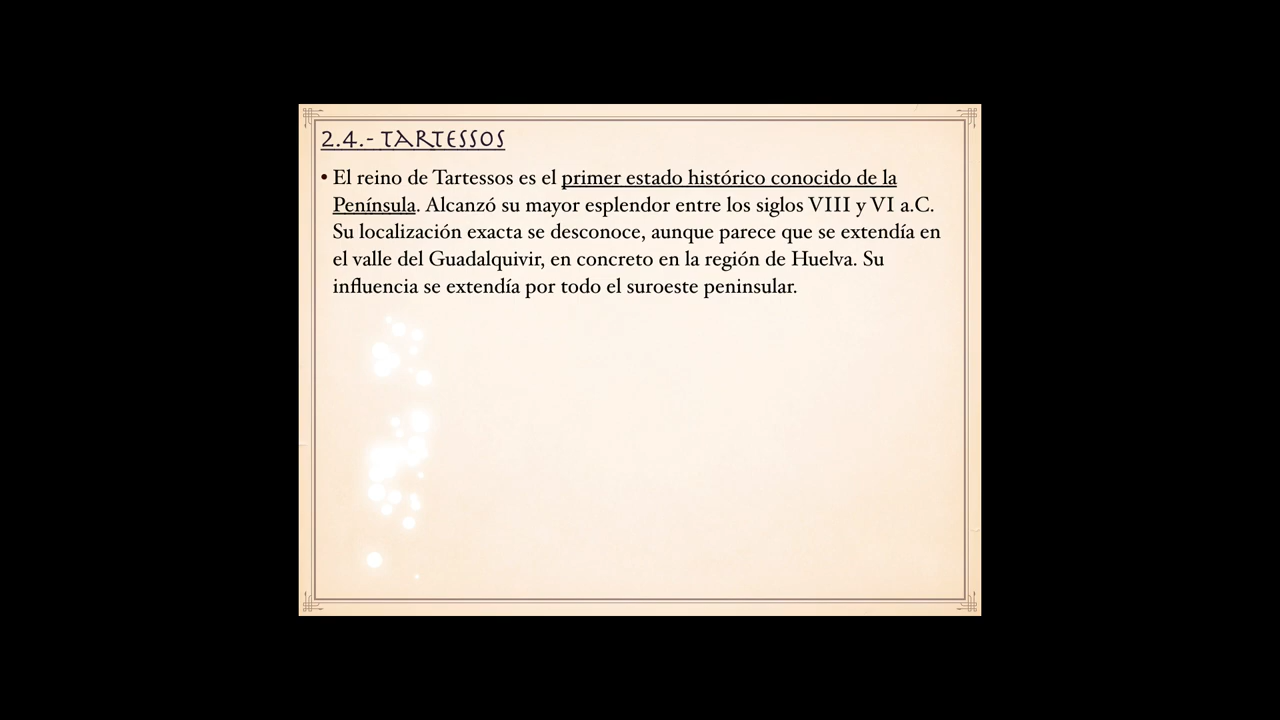 2.4.- TARTESSOS
• El reino de Tartessos es el primer estado histórico conocido de la
Península. Alcanzó su mayor esplendor entre los siglos VIII y VI a.C.
Su localización exacta se desconoce, aunque parece que se extendía en
el valle del Guadalquivir, en concreto en la región de Huelva. Su
influencia se extendía por todo el suroeste peninsular.